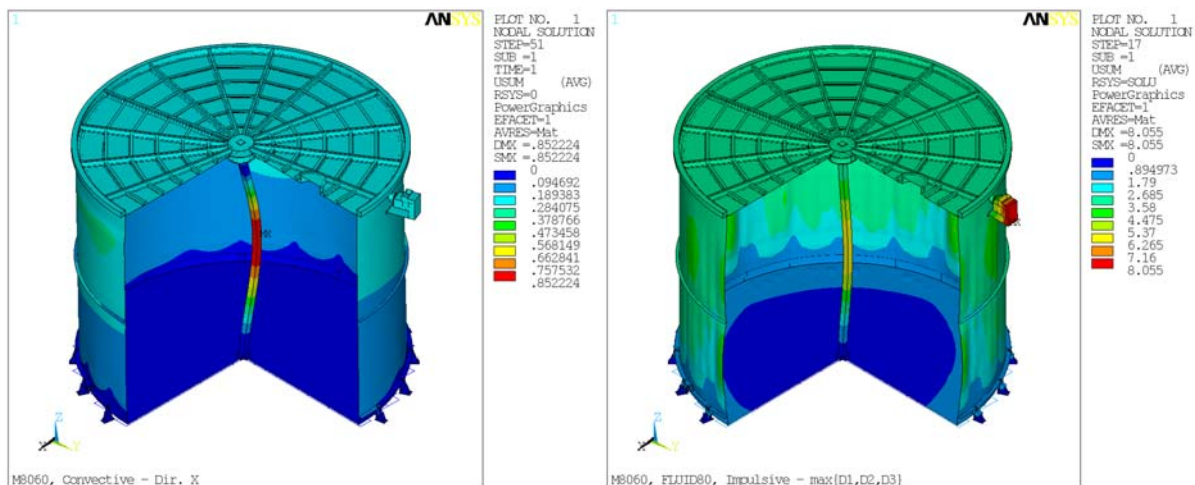 1
ANSYS
PLOT NO. 1
NODAL SOLUTION
STEP=51
SUB =1
TIME=1
USUM (AVG)
RSYS=0
PowerGraphics
EFACET=1
AVRES=Mat
DMX =.852224
SMX =.852224
0
.094692
.189383
.284075
.378766
.473458
.568149
.662841
.757532
.852224
MX
Z
X
Y
M8060, Convective - Dir. X
1
ANSYS
PLOT NO. 1
NODAL SOLUTION
STEP=17
SUB =1
USUM (AVG)
RSYS=SOLU
PowerGraphics
EFACET=1
AVRES=Mat
DMX =8.055
SMX =8.055
0
.894973
1.79
2.685
3.58
4.475
5.37
6.265
7.16
8.055
Z
X
Y
M8060, FLUID80, Impulsive - max{D1,D2,D3}